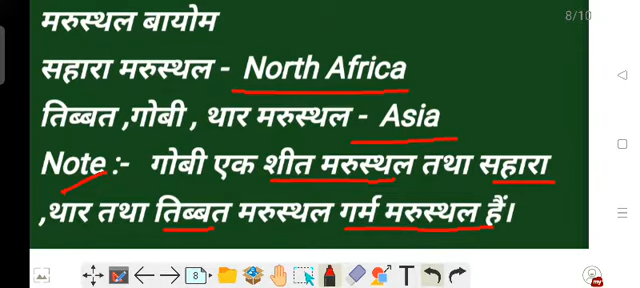 8/10
मरुस्थल बायोम
सहारा मरुस्थल - North Africa
तिब्बत ,गोबी , थार मरुस्थल - Asia
Note :- गोबी एक शीत मरुस्थल तथा सहारा
,थार तथा तिब्बत मरुस्थल गर्म मरुस्थल हैं।
8
T
my